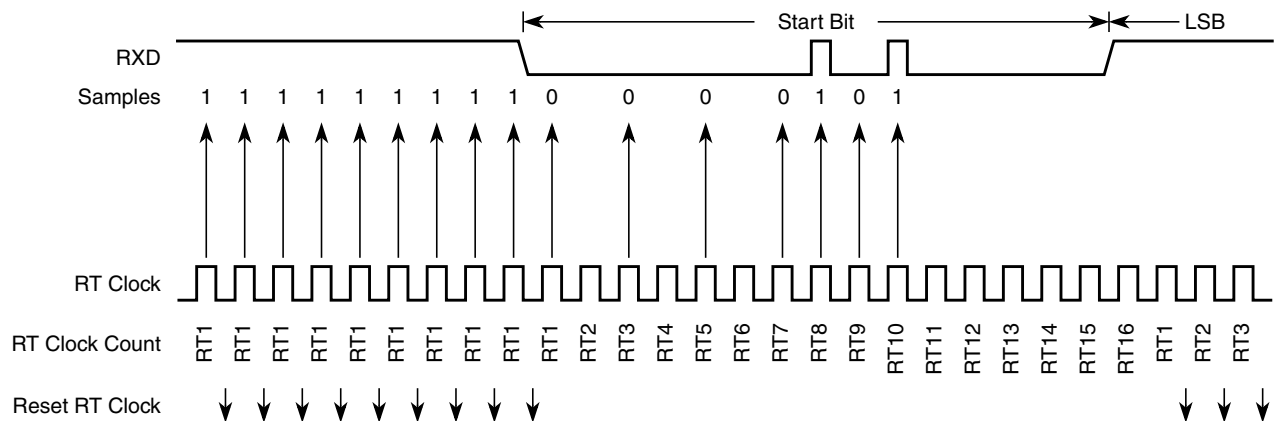 Start Bit LSB
RXD
Samples 1 1 1 1 1 1 1 1 1 0 0 0 0 1 0 1
RT Clock
RT Clock Count RT1 RT1 RT1 RT1 RT1 RT1 RT1 RT1 RT1 RT1 RT2 RT3 RT4 RT5 RT6 RT7 RT8 RT9 RT10 RT11 RT12 RT13 RT14 RT15 RT16 RT1 RT2 RT3
Reset RT Clock